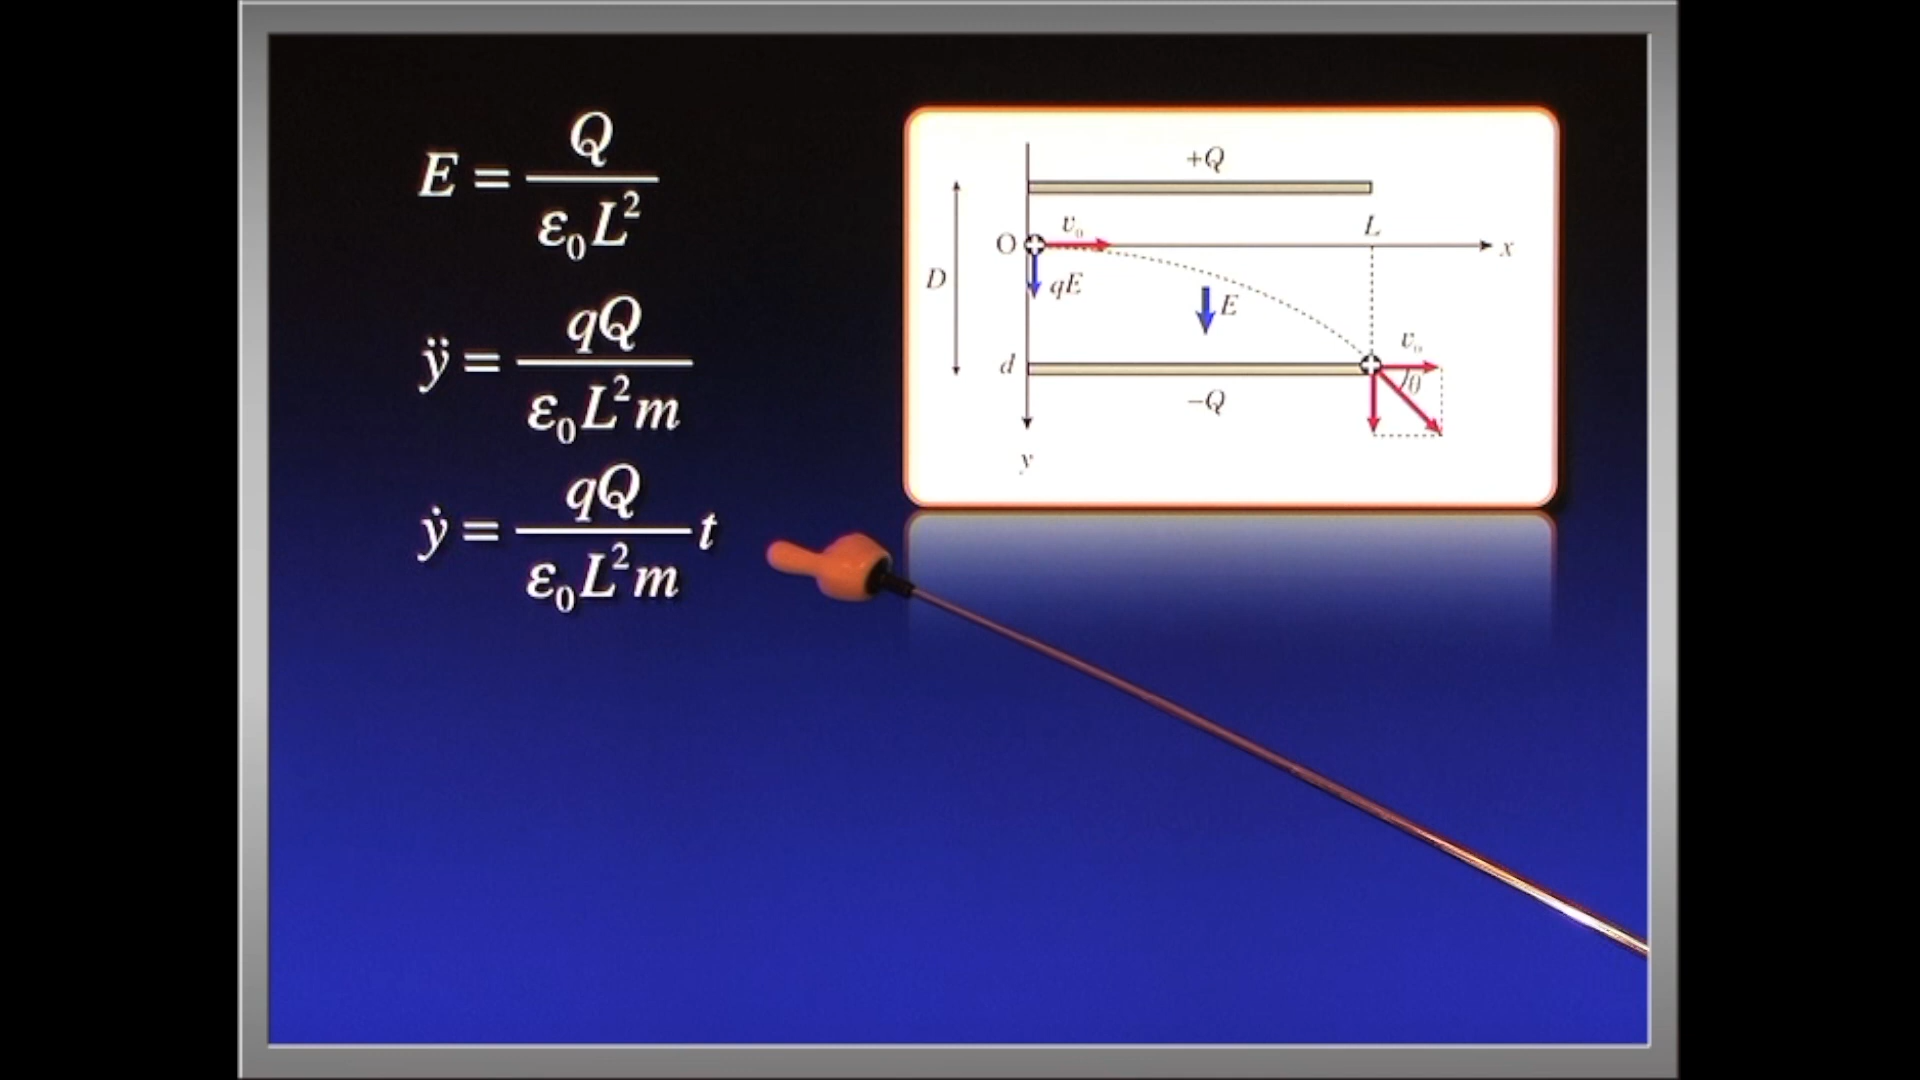 E = Q / ε₀L²
ÿ = qQ / ε₀L²m
ẏ = qQ / ε₀L²m t
+Q
v₀
L
O
x
D
qE
E
v₀
d
θ
−Q
y